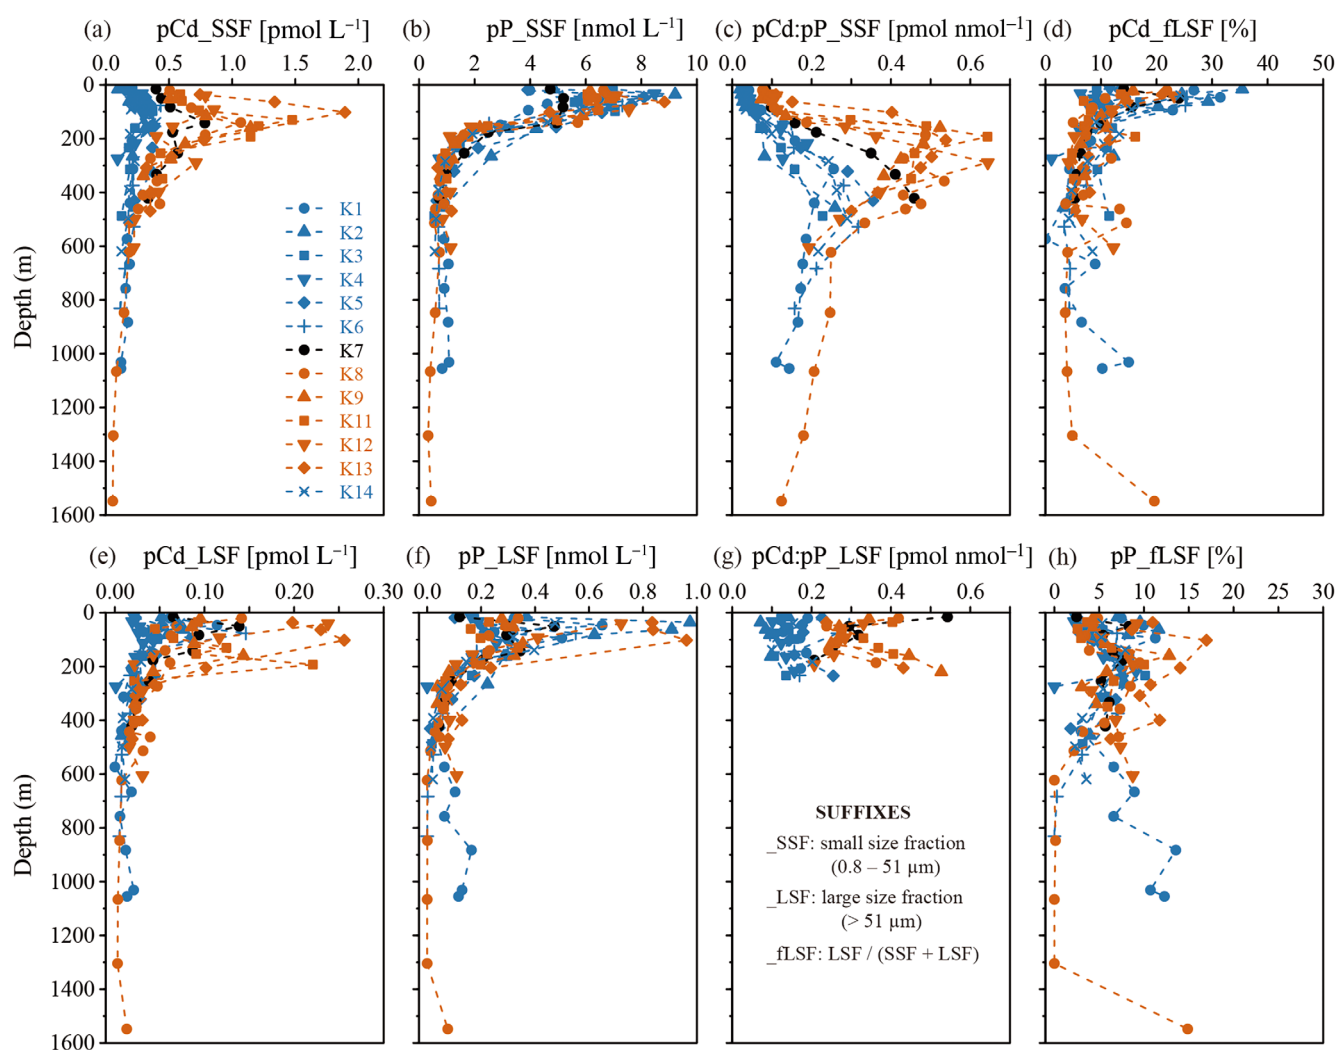 (a) pCd_SSF [pmol L⁻¹] (b) pP_SSF [nmol L⁻¹] (c) pCd:pP_SSF [pmol nmol⁻¹] (d) pCd_fLSF [%]
0.0 0.5 1.0 1.5 2.0 0 2 4 6 8 10 0.0 0.2 0.4 0.6 0 10 20 30 40 50
0
200
400
600
800
1000
1200
1400
1600
Depth (m)
K1
K2
K3
K4
K5
K6
K7
K8
K9
K11
K12
K13
K14
(e) pCd_LSF [pmol L⁻¹] (f) pP_LSF [nmol L⁻¹] (g) pCd:pP_LSF [pmol nmol⁻¹] (h) pP_fLSF [%]
0.00 0.10 0.20 0.30 0.0 0.2 0.4 0.6 0.8 1.0 0.0 0.2 0.4 0.6 0 5 10 15 20 25 30
0
200
400
600
800
1000
1200
1400
1600
Depth (m)
SUFFIXES
_SSF: small size fraction
(0.8 – 51 μm)
_LSF: large size fraction
(> 51 μm)
_fLSF: LSF / (SSF + LSF)